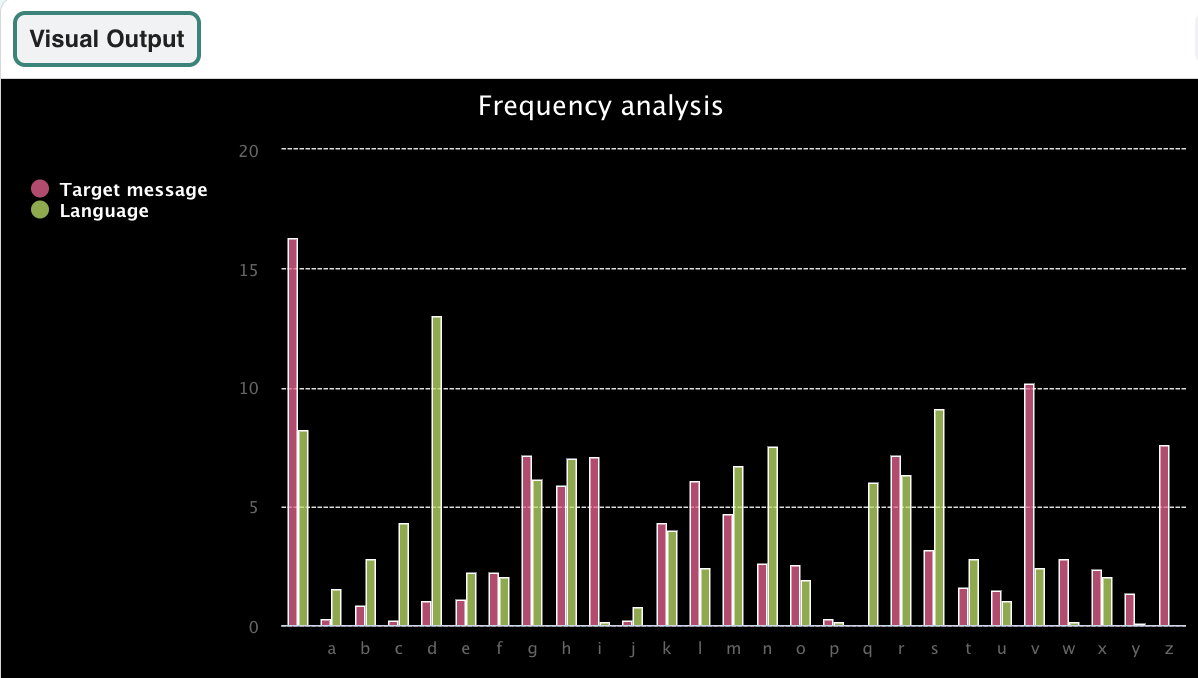 Visual Output
Frequency analysis
Target message
Language
20
15
10
5
0
a b c d e f g h i j k l m n o p q r s t u v w x y z